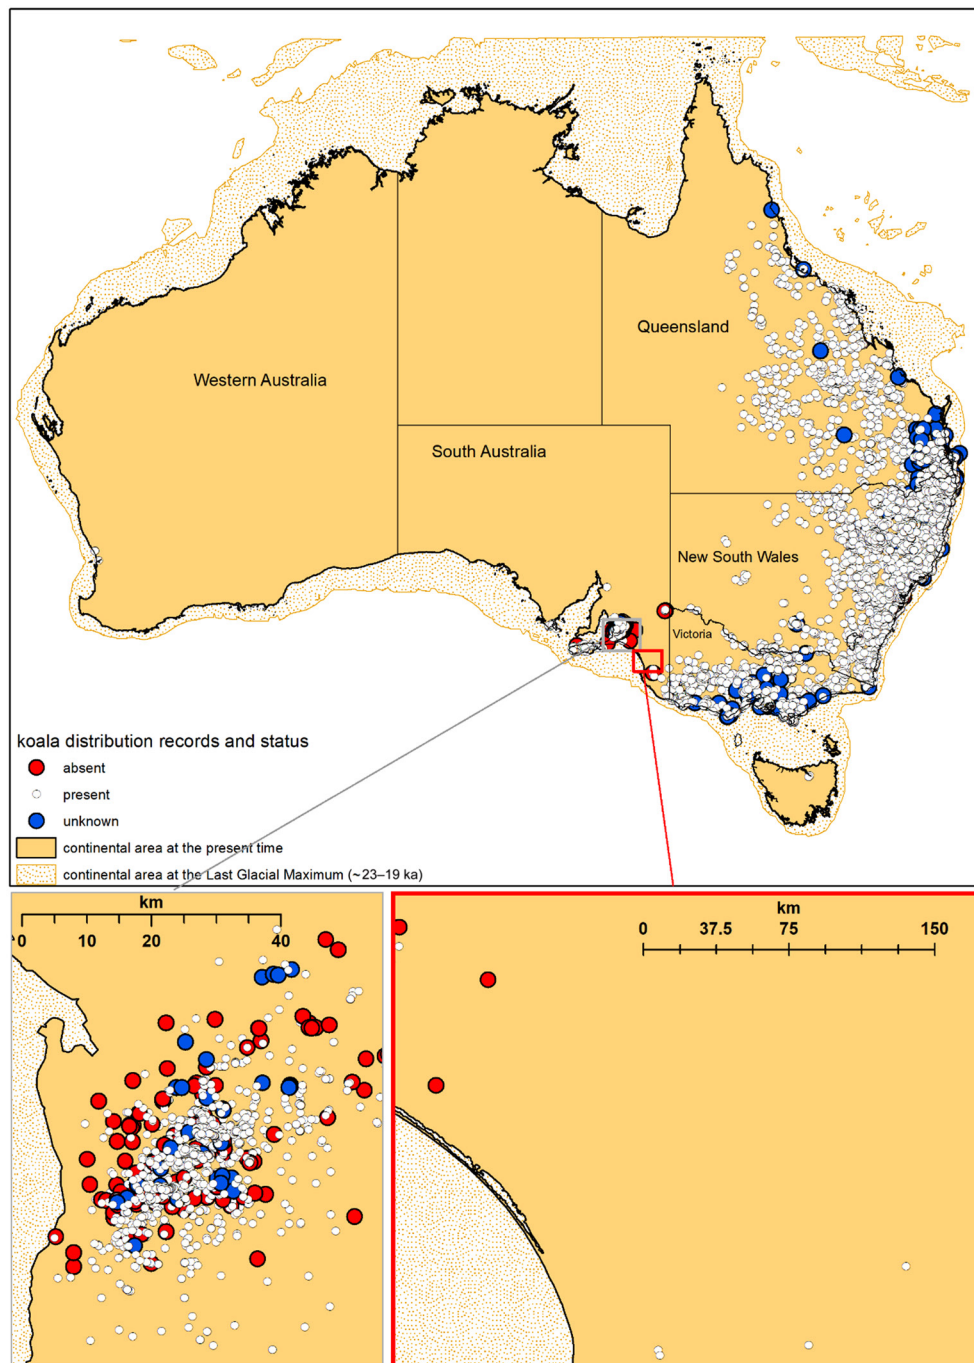 Queensland
Western Australia
South Australia
New South Wales
Victoria
koala distribution records and status
absent
present
unknown
continental area at the present time
continental area at the Last Glacial Maximum (~23–19 ka)
km
0 10 20 40
km
0 37.5 75 150